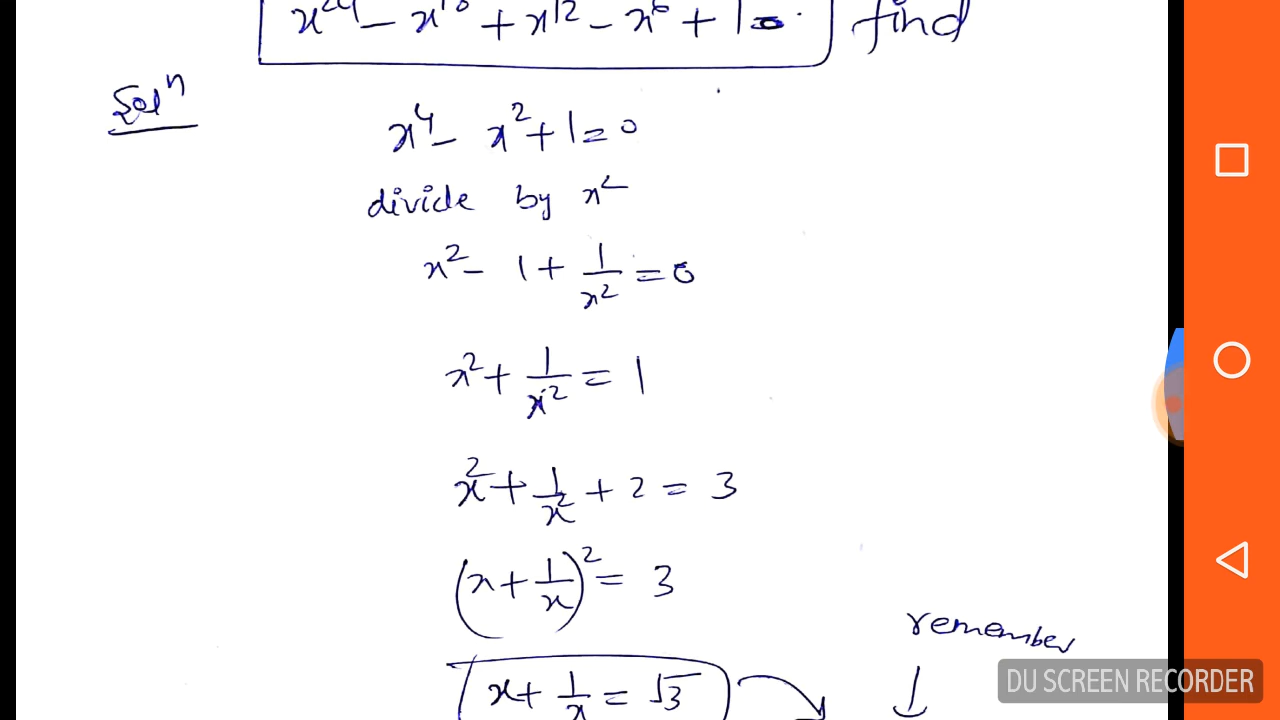 x²⁴ - x¹⁸ + x¹² - x⁶ + 1 = . find
Solⁿ
x⁴ - x² + 1 = 0
divide by x²
x² - 1 + 1/x² = 0
x² + 1/x² = 1
x² + 1/x² + 2 = 3
(x + 1/x)² = 3
remember
x + 1/x = √3
DU SCREEN RECORDER